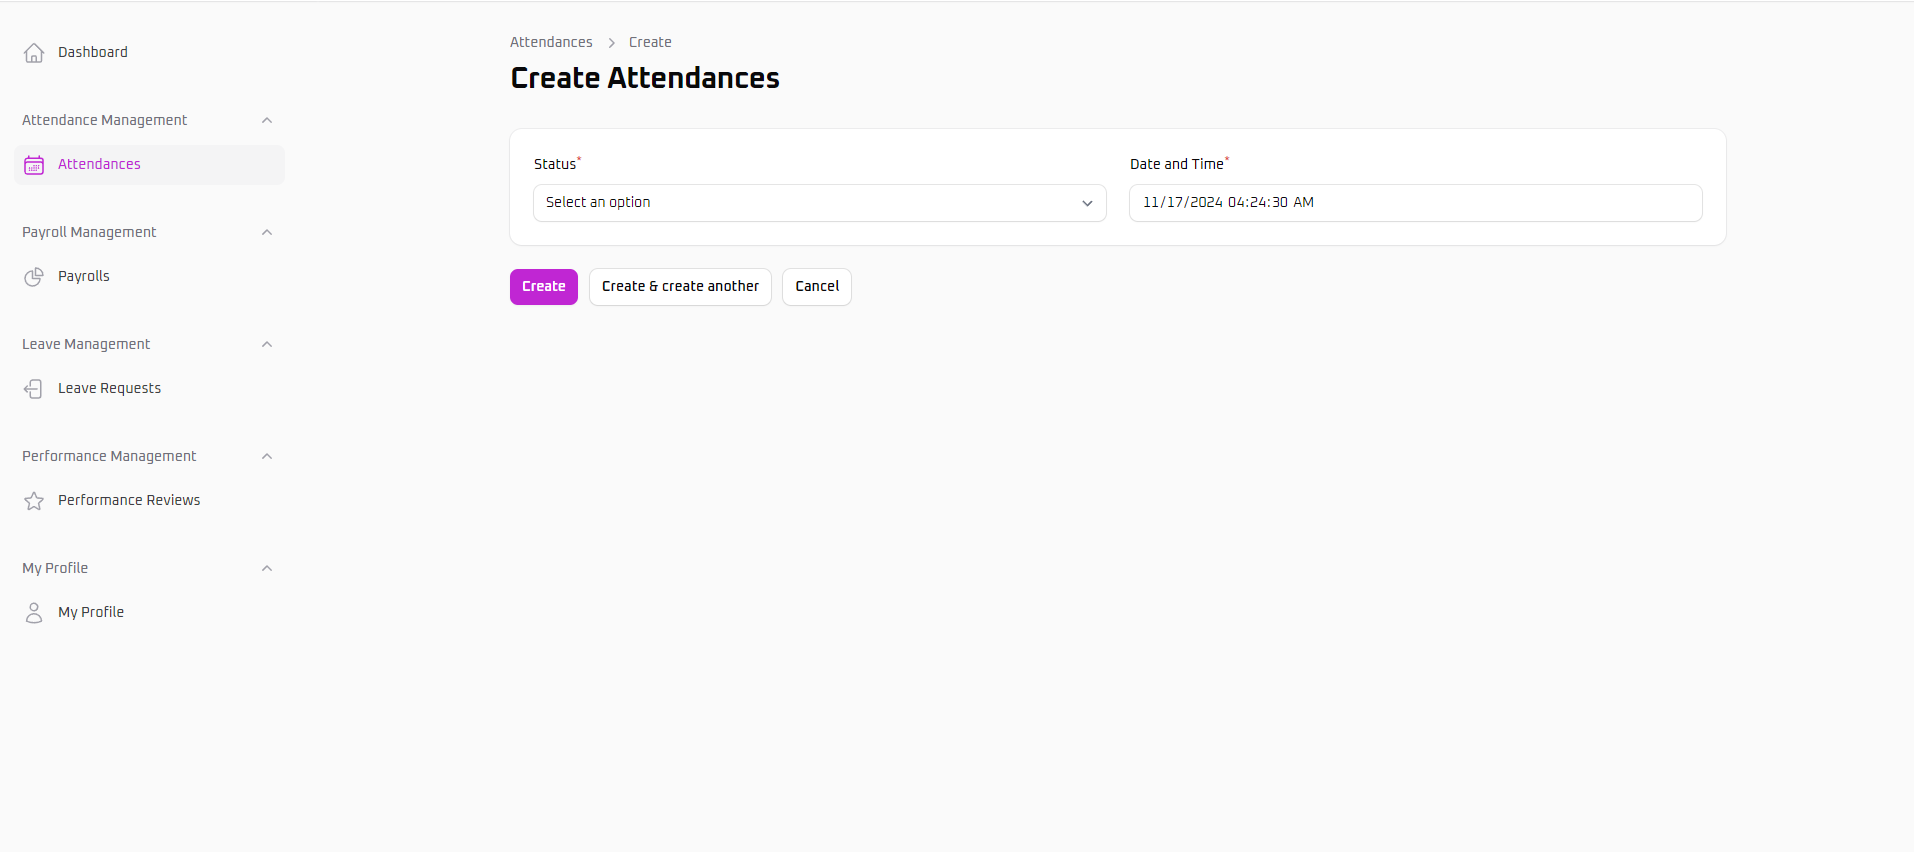 Dashboard
Attendance Management
Attendances
Payroll Management
Payrolls
Leave Management
Leave Requests
Performance Management
Performance Reviews
My Profile
My Profile
Attendances > Create
Create Attendances
Status*
Select an option
Date and Time*
11/17/2024 04:24:30 AM
Create
Create & create another
Cancel